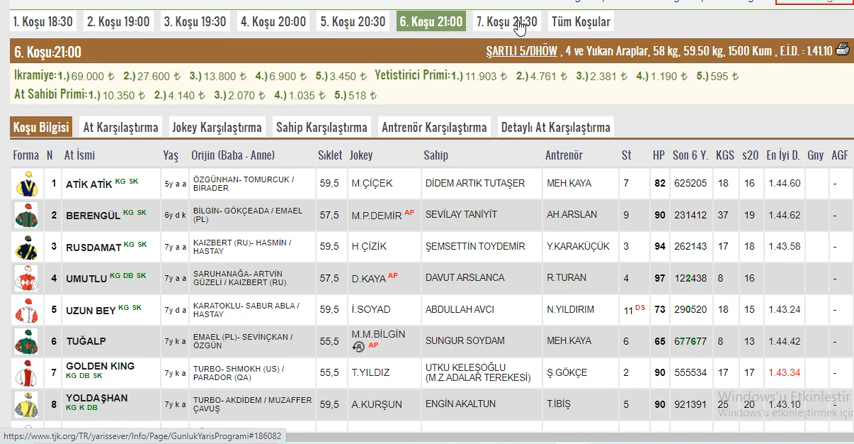 1. Koşu 18:30 2. Koşu 19:00 3. Koşu 19:30 4. Koşu 20:00 5. Koşu 20:30 6. Koşu 21:00 7. Koşu 21:30 Tüm Koşular
6. Koşu:21:00 ŞARTLI 5/DHÖW , 4 ve Yukarı Araplar, 58 kg, 59.50 kg, 1500 Kum , E.İ.D. : 1.41.10
Ikramiye:1.)69.000 ₺ 2.)27.600 ₺ 3.)13.800 ₺ 4.)6.900 ₺ 5.)3.450 ₺ Yetistirici Primi:1.)11.903 ₺ 2.)4.761 ₺ 3.)2.381 ₺ 4.)1.190 ₺ 5.)595 ₺
At Sahibi Primi:1.)10.350 ₺ 2.)4.140 ₺ 3.)2.070 ₺ 4.)1.035 ₺ 5.)518 ₺
Koşu Bilgisi At Karşılaştırma Jokey Karşılaştırma Sahip Karşılaştırma Antrenör Karşılaştırma Detaylı At Karşılaştırma
Forma N At İsmi Yaş Orijin (Baba - Anne) Sıklet Jokey Sahip Antrenör St HP Son 6 Y. KGS s20 En İyi D. Gny AGF
1 ATİK ATİK KG SK 5y a a ÖZGÜNHAN- TOMURCUK / BİRADER 59,5 M.ÇİÇEK DİDEM ARTIK TUTAŞER MEH.KAYA 7 82 625205 18 16 1.44.60 -
2 BERENGÜL KG SK 6y d k BİLGİN- GÖKÇEADA / EMAEL (PL) 57,5 M.P.DEMİR AP SEVİLAY TANİYİT AH.ARSLAN 9 90 231412 37 19 1.44.62 -
3 RUSDAMAT KG SK 7y a a KAIZBERT (RU)- HASMİN / HASTAY 59,5 H.ÇİZİK ŞEMSETTİN TOYDEMİR Y.KARAKÜÇÜK 3 94 262143 17 18 1.43.58 -
4 UMUTLU KG DB SK 7y a a SARUHANAĞA- ARTVİN GÜZELİ / KAIZBERT (RU) 57,5 D.KAYA AP DAVUT ARSLANCA R.TURAN 4 97 122438 8 16 -
5 UZUN BEY KG SK 7y d a KARATOKLU- SABUR ABLA / HASTAY 59,5 İ.SOYAD ABDULLAH AVCI N.YILDIRIM 11 DS 73 290520 18 15 1.43.24 -
6 TUĞALP 7y k a EMAEL (PL)- SEVİNÇKAN / ÖZGÜN 55,5 M.M.BİLGİN AP SUNGUR SOYDAM MEH.KAYA 6 65 677677 8 13 1.44.42 -
7 GOLDEN KING KG DB SK 7y k a TURBO- SHMOKH (US) / PARADOR (QA) 55,5 T.YILDIZ UTKU KELEŞOĞLU (M.Z.ADALAR TEREKESİ) Ş.GÖKÇE 2 90 555534 17 17 1.43.34 -
8 YOLDAŞHAN KG K DB 7y k a TURBO- AKDİDEM / MUZAFFER ÇAVUŞ 59,5 A.KURŞUN ENGİN AKALTUN T.İBİŞ 5 90 921391 25 20 1.43.10 -
Windows'u Etkinleştir
Windows'u etkinleştirmek için
https://www.tjk.org/TR/yarissever/Info/Page/GunlukYarisProgrami#186082